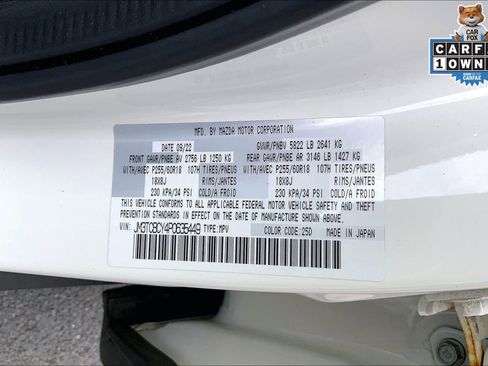 CAR
FOX
CARFAX
1 OWN
CARFAX
MFD. BY MAZDA MOTOR CORPORATION
DATE 09/22 GVWR/PNBV 5822 LB 2641 KG
FRONT GAWR/PNBE AV 2756 LB 1250 KG REAR GAWR/PNBE AR 3146 LB 1427 KG
WITH/AVEC P255/60R18 107H TIRES/PNEUS WITH/AVEC P255/60R18 107H TIRES/PNEUS
18X8J RIMS/JANTES 18X8J RIMS/JANTES
230 KPA/34 PSI COLD/A FROID 230 KPA/34 PSI COLD/A FROID
THIS VEHICLE CONFORMS TO ALL APPLICABLE FEDERAL MOTOR VEHICLE SAFETY AND THEFT
PREVENTION STANDARDS IN EFFECT ON THE DATE OF MANUFACTURE SHOWN ABOVE.
VIN: JM3TCBCY4P0635449 TYPE: MPV COLOR CODE: 25D MADE IN JAPAN